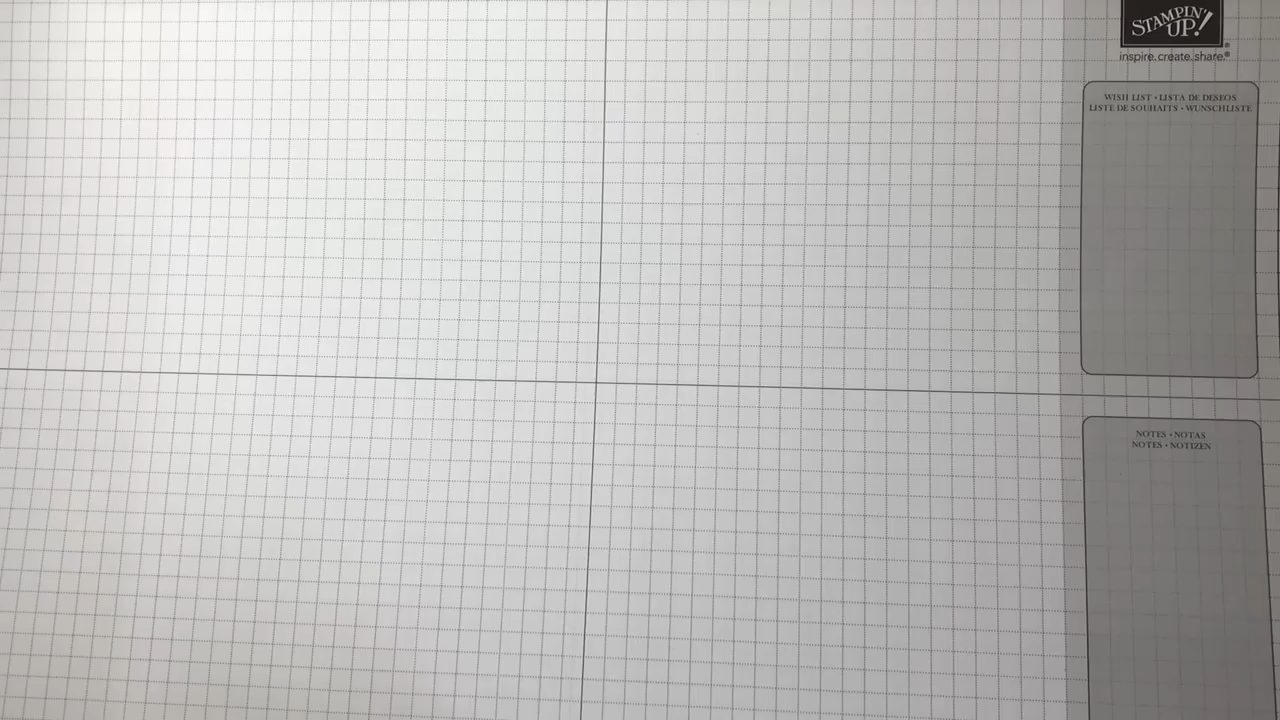 STAMPIN'
UP!
inspire.create.share.®
WISH LIST • LISTA DE DESEOS
LISTE DE SOUHAITS • WUNSCHLISTE
NOTES • NOTAS
NOTES • NOTIZEN